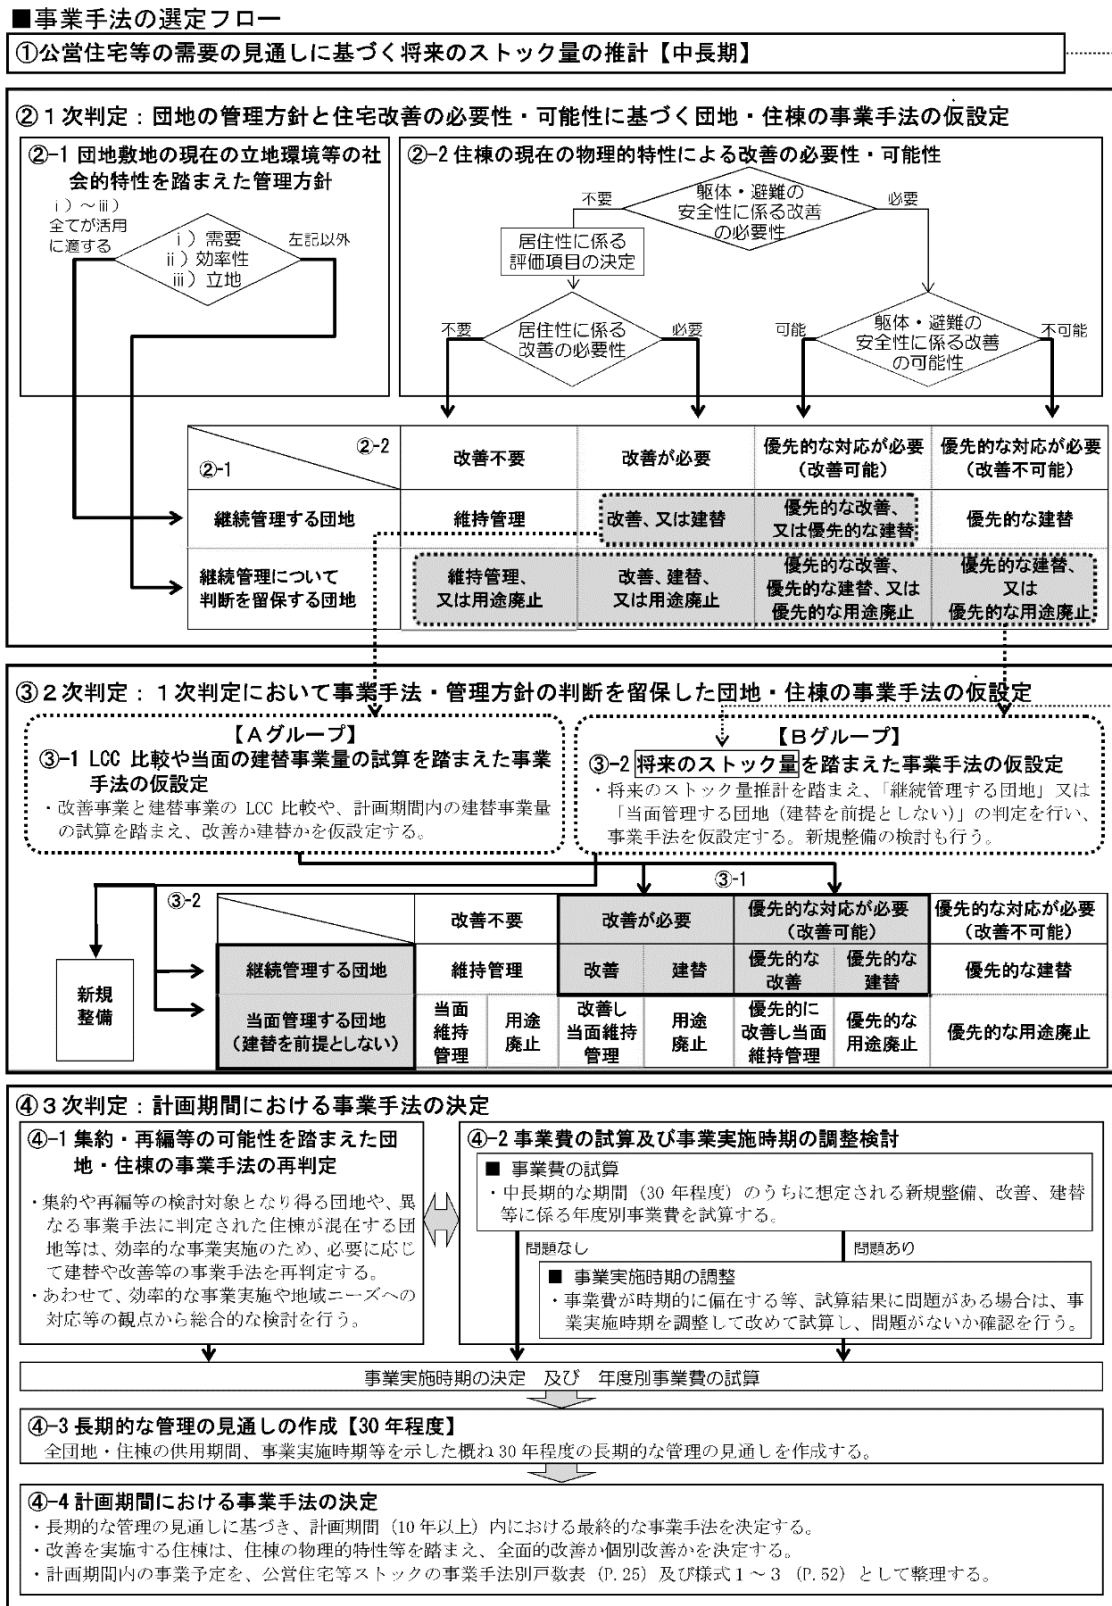 ■事業手法の選定フロー
①公営住宅等の需要の見通しに基づく将来のストック量の推計【中長期】
②１次判定：団地の管理方針と住宅改善の必要性・可能性に基づく団地・住棟の事業手法の仮設定
②-1 団地敷地の現在の立地環境等の社
会的特性を踏まえた管理方針
ⅰ）～ⅲ）
全てが活用
に適する
ⅰ）需要
ⅱ）効率性
ⅲ）立地
左記以外
②-2 住棟の現在の物理的特性による改善の必要性・可能性
不要
躯体・避難の
安全性に係る改善
の必要性
必要
居住性に係る
評価項目の決定
不要
居住性に係る
改善の必要性
必要
可能
躯体・避難の
安全性に係る改善
の可能性
不可能
②-2
②-1
改善不要
改善が必要
優先的な対応が必要
（改善可能）
優先的な対応が必要
（改善不可能）
継続管理する団地
維持管理
改善、又は建替
優先的な改善、
又は優先的な建替
優先的な建替
継続管理について
判断を留保する団地
維持管理、
又は用途廃止
改善、建替、
又は用途廃止
優先的な改善、
優先的な建替、又は
優先的な用途廃止
優先的な建替、
又は
優先的な用途廃止
③２次判定：１次判定において事業手法・管理方針の判断を留保した団地・住棟の事業手法の仮設定
【Aグループ】
③-1 LCC 比較や当面の建替事業量の試算を踏まえた事業
手法の仮設定
・改善事業と建替事業の LCC 比較や、計画期間内の建替事業量
の試算を踏まえ、改善か建替かを仮設定する。
【Bグループ】
③-2 将来のストック量を踏まえた事業手法の仮設定
・将来のストック量推計を踏まえ、「継続管理する団地」又は
「当面管理する団地（建替を前提としない）」の判定を行い、
事業手法を仮設定する。新規整備の検討も行う。
③-1
③-2
新規
整備
改善不要
改善が必要
優先的な対応が必要
（改善可能）
優先的な対応が必要
（改善不可能）
継続管理する団地
維持管理
改善
建替
優先的な
改善
優先的な
建替
優先的な建替
当面管理する団地
（建替を前提としない）
当面
維持
管理
用途
廃止
改善し
当面維持
管理
用途
廃止
優先的に
改善し当面
維持管理
優先的な
用途廃止
優先的な用途廃止
④３次判定：計画期間における事業手法の決定
④-1 集約・再編等の可能性を踏まえた団
地・住棟の事業手法の再判定
・集約や再編等の検討対象となり得る団地や、異
なる事業手法に判定された住棟が混在する団
地等は、効率的な事業実施のため、必要に応じ
て建替や改善等の事業手法を再判定する。
・あわせて、効率的な事業実施や地域ニーズへの
対応等の観点から総合的な検討を行う。
④-2 事業費の試算及び事業実施時期の調整検討
■ 事業費の試算
・中長期的な期間（30 年程度）のうちに想定される新規整備、改善、建替
等に係る年度別事業費を試算する。
問題なし
問題あり
■ 事業実施時期の調整
・事業費が時期的に偏在する等、試算結果に問題がある場合は、事
業実施時期を調整して改めて試算し、問題がないか確認を行う。
事業実施時期の決定　及び　年度別事業費の試算
④-3 長期的な管理の見通しの作成【30 年程度】
全団地・住棟の供用期間、事業実施時期等を示した概ね 30 年程度の長期的な管理の見通しを作成する。
④-4 計画期間における事業手法の決定
・長期的な管理の見通しに基づき、計画期間（10 年以上）内における最終的な事業手法を決定する。
・改善を実施する住棟は、住棟の物理的特性等を踏まえ、全面的改善か個別改善かを決定する。
・計画期間内の事業予定を、公営住宅等ストックの事業手法別戸数表（P.25）及び様式１～３（P.52）として整理する。